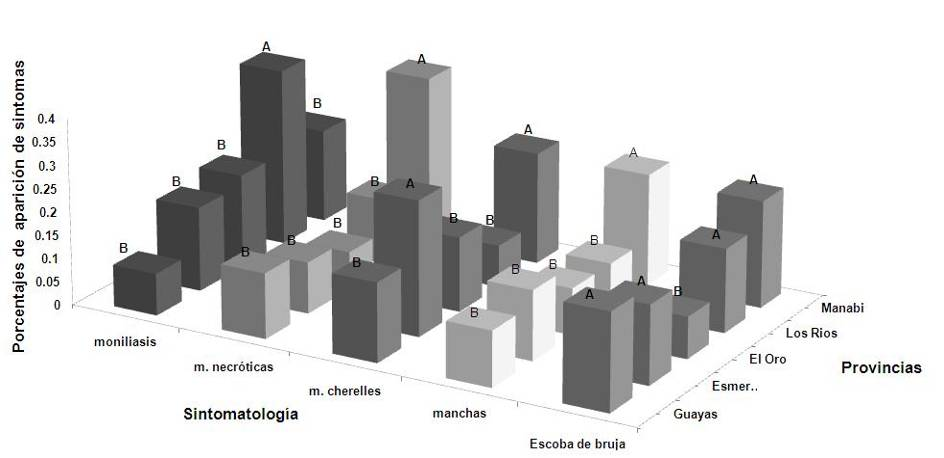 Porcentajes de aparición de sintomas
0.4
0.35
0.3
0.25
0.2
0.15
0.1
0.05
0
A
A
B
A
B
A
B
B
A
A
B
B
B
B
B
B
B
B
A
B
B
A
A
B
B
moniliasis
m. necróticas
m. cherelles
manchas
Escoba de bruja
Sintomatología
Manabi
Los Rios
El Oro
Esmer..
Guayas
Provincias